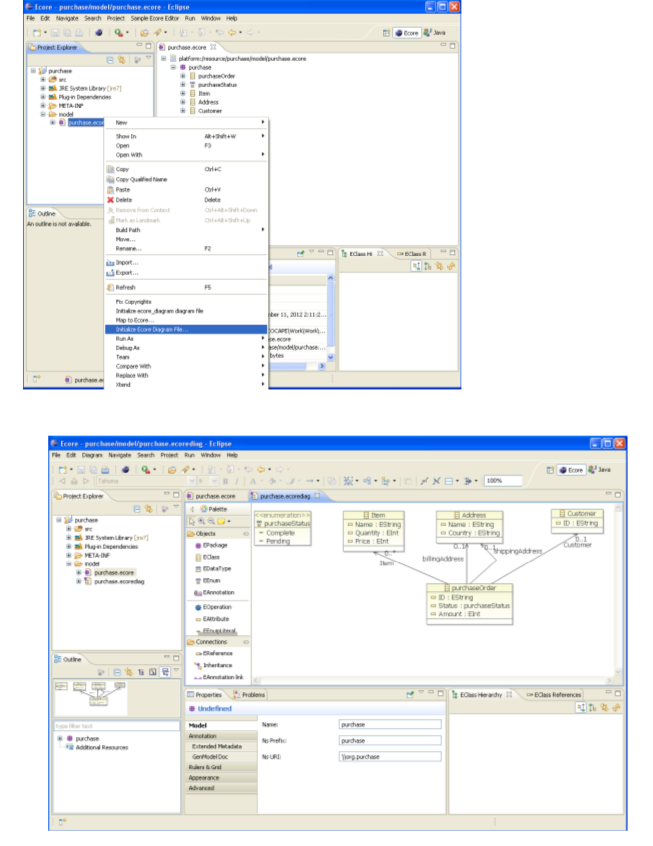 Ecore - purchase/model/purchase.ecore - Eclipse
File Edit Navigate Search Project Sample Ecore Editor Run Window Help
Ecore Java
Project Explorer
purchase
src
JRE System Library [jre7]
Plug-in Dependencies
META-INF
model
purchase.ecore
purchase.ecore
platform:/resource/purchase/model/purchase.ecore
purchase
purchaseOrder
purchaseStatus
Item
Address
Customer
New
Show In Alt+Shift+W
Open F3
Open With
Copy Ctrl+C
Copy Qualified Name
Paste Ctrl+V
Delete Delete
Remove from Context Ctrl+Alt+Shift+Down
Mark as Landmark Ctrl+Alt+Shift+Up
Build Path
Move...
Rename... F2
Import...
Export...
Refresh F5
Fix Copyrights
Initialize ecore_diagram diagram file
Map to Ecore...
Initialize Ecore Diagram File...
Run As
Debug As
Team
Compare With
Replace With
Xtend
Outline
An outline is not available.
EClass Hi EClass R
ber 11, 2012 2:11:2...
OCAPE\Work\Work\...
se.ecore
ase/model/purchase....
bytes
purchase.ec
Ecore - purchase/model/purchase.ecorediag - Eclipse
File Edit Diagram Navigate Search Project Run Window Help
Ecore Java
Tahoma
100%
Project Explorer
purchase
src
JRE System Library [jre7]
Plug-in Dependencies
META-INF
model
purchase.ecore
purchase.ecorediag
purchase.ecore purchase.ecorediag
Palette
Objects
EPackage
EClass
EDataType
EEnum
EAnnotation
EOperation
EAttribute
EEnumLiteral
Connections
EReference
Inheritance
EAnnotation link
<<enumeration>>
purchaseStatus
Complete
Pending
Item
Name : EString
Quantity : EInt
Price : EInt
Address
Name : EString
Country : EString
Customer
ID : EString
0..*
Item
0..1
billingAddress
0..1
shippingAddress
0..1
Customer
purchaseOrder
ID : EString
Status : purchaseStatus
Amount : EInt
Outline
type filter text
purchase
Additional Resources
Properties Problems
Undefined
Model
Annotation
Extended Metadata
GenModel Doc
Rulers & Grid
Appearance
Advanced
Name: purchase
Ns Prefix: purchase
Ns URI: \\org.purchase
EClass Hierarchy EClass References